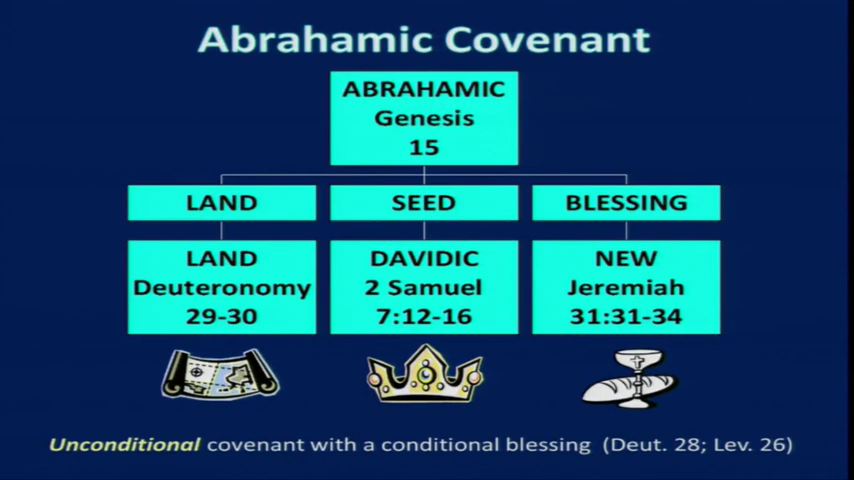 Abrahamic Covenant
ABRAHAMIC
Genesis
15
LAND
SEED
BLESSING
LAND
Deuteronomy
29-30
DAVIDIC
2 Samuel
7:12-16
NEW
Jeremiah
31:31-34
Unconditional covenant with a conditional blessing (Deut. 28; Lev. 26)